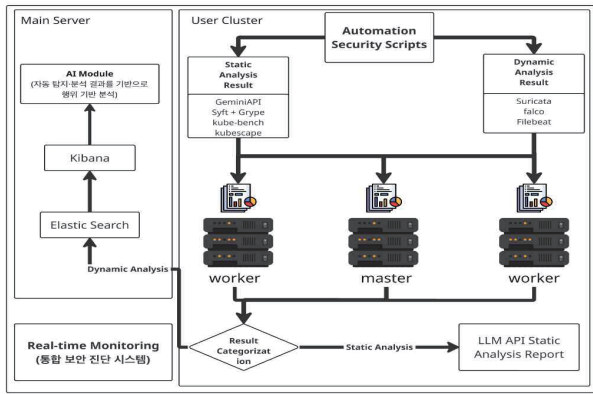 Main Server
AI Module
(자동 탐지·분석 결과를 기반으로
행위 기반 분석)
Kibana
Elastic Search
Dynamic Analysis
Real-time Monitoring
(통합 보안 진단 시스템)
User Cluster
Automation
Security Scripts
Static
Analysis
Result
GeminiAPI
Syft + Grype
kube-bench
kubescape
Dynamic
Analysis
Result
Suricata
falco
Filebeat
worker
master
worker
Result
Categorizat
ion
Static Analysis
LLM API Static
Analysis Report